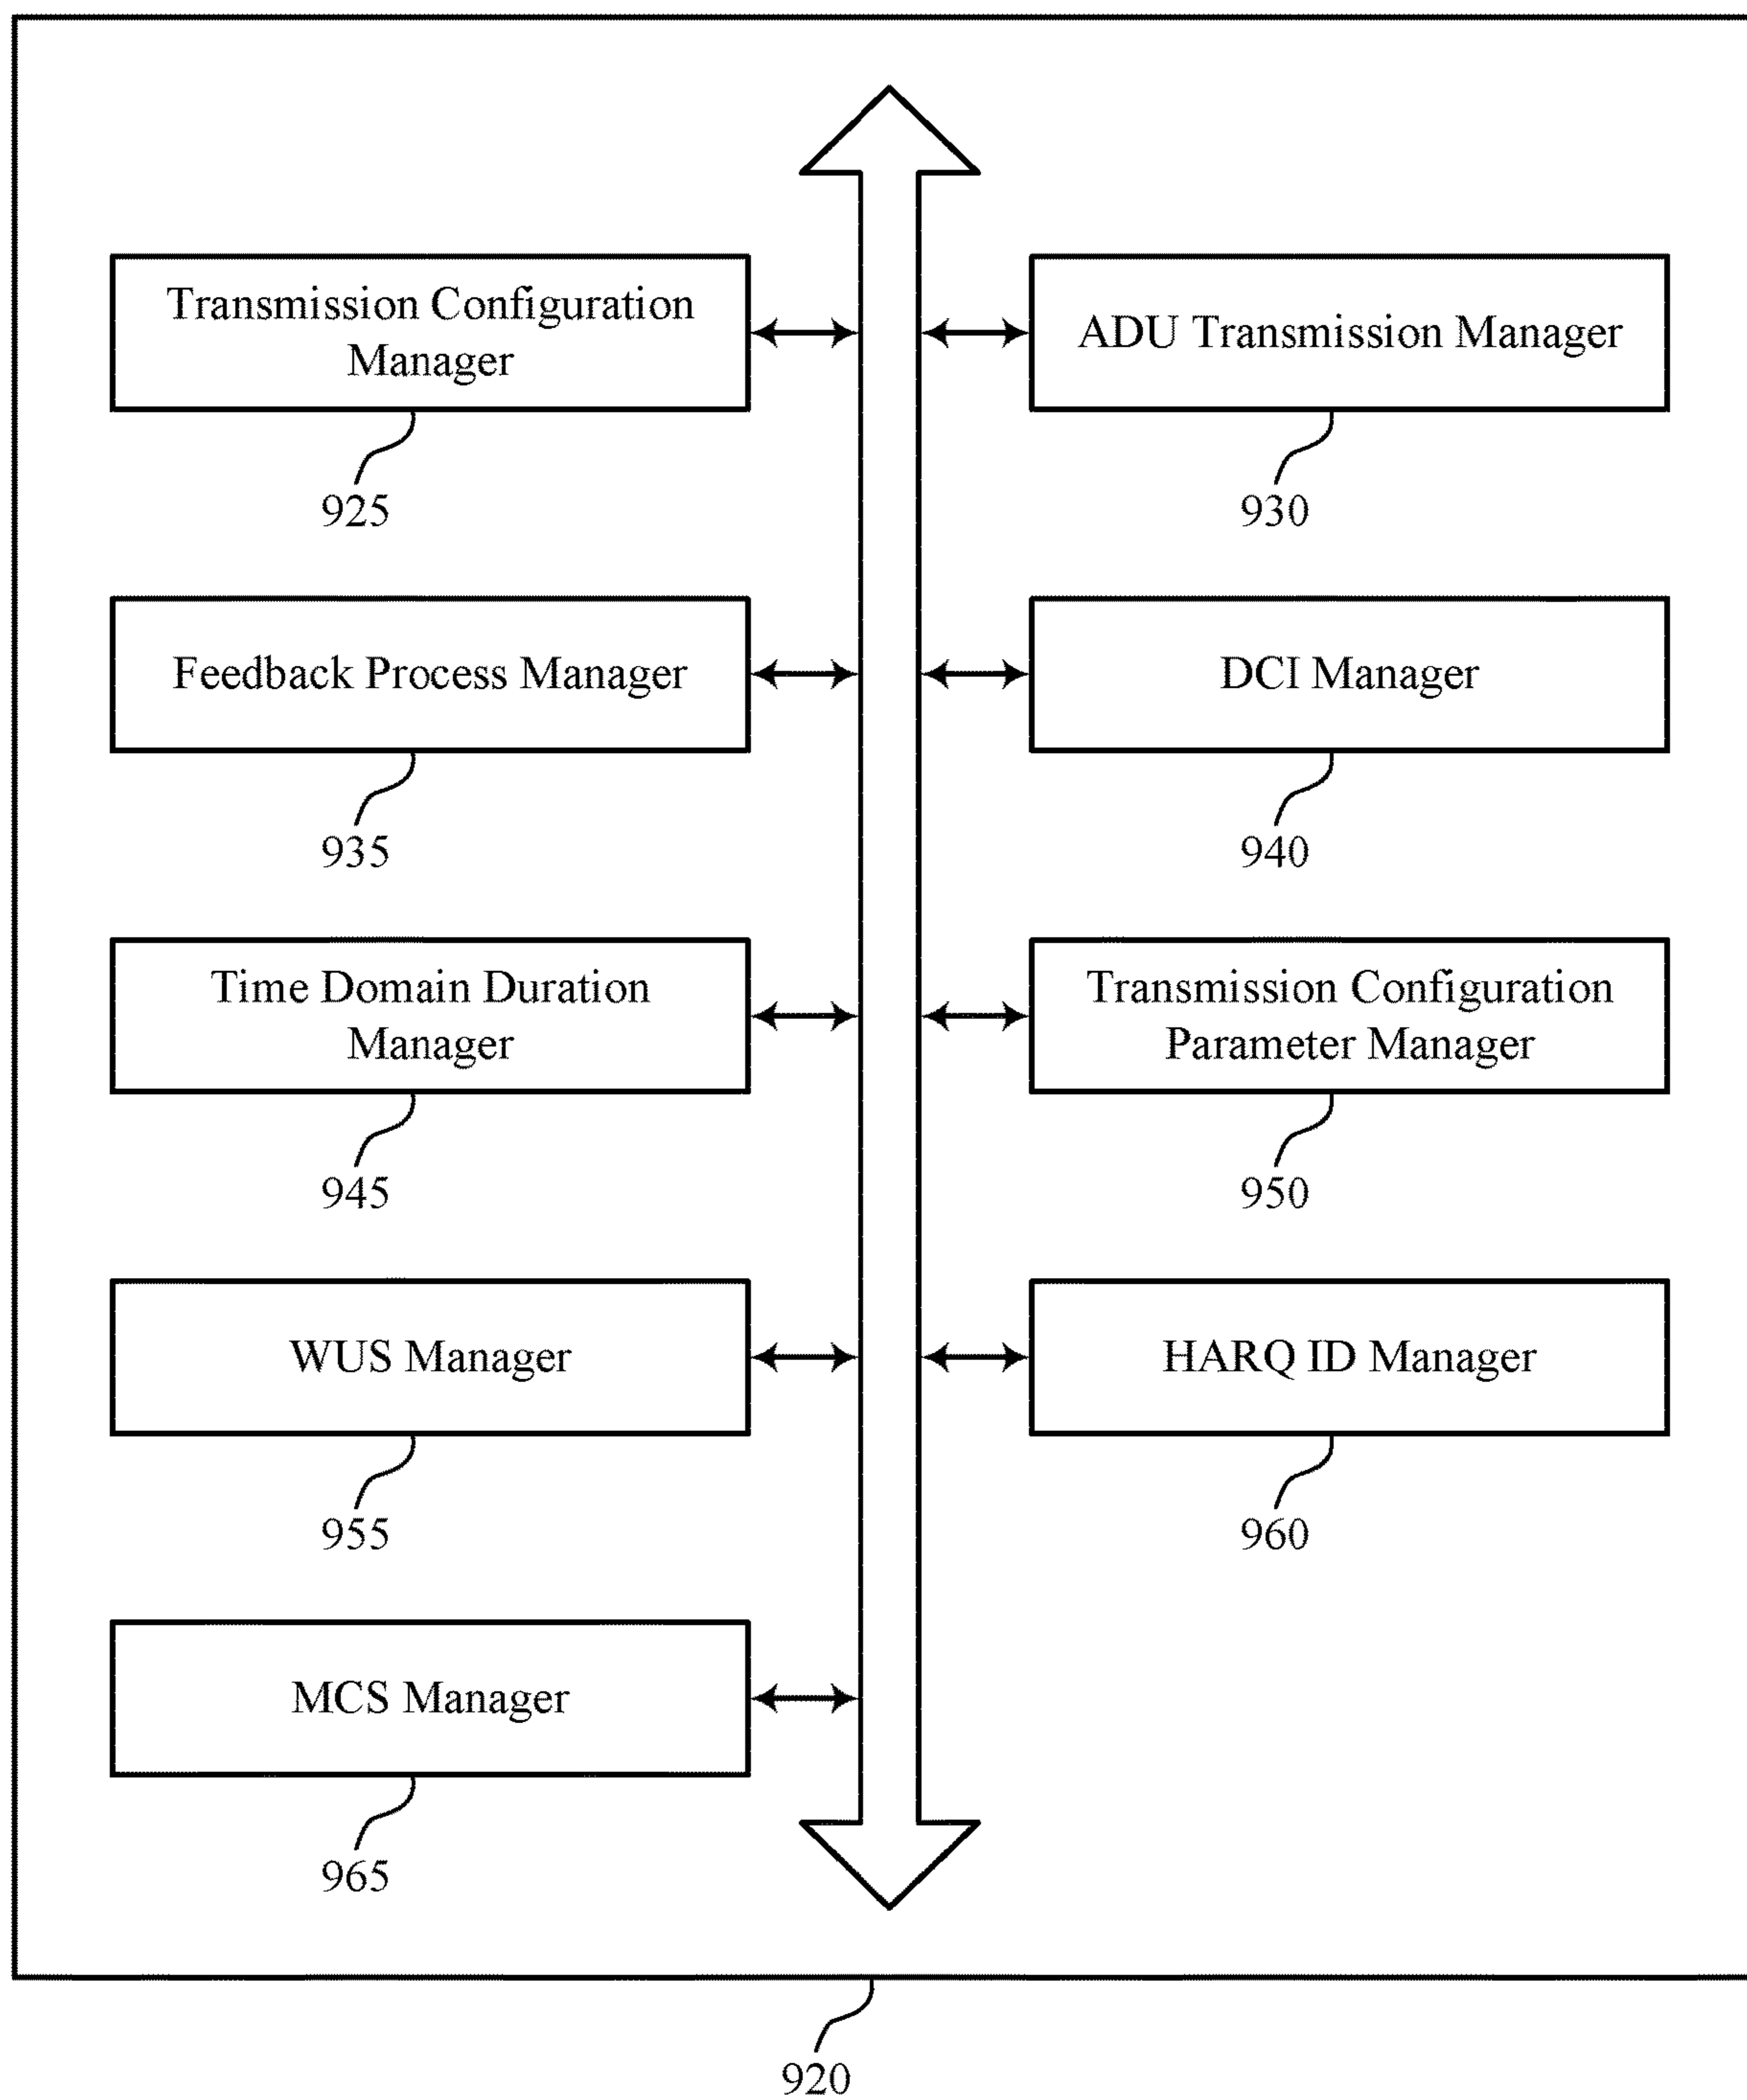 Transmission Configuration
Manager
925
ADU Transmission Manager
930
Feedback Process Manager
935
DCI Manager
940
Time Domain Duration
Manager
945
Transmission Configuration
Parameter Manager
950
WUS Manager
955
HARQ ID Manager
960
MCS Manager
965
920